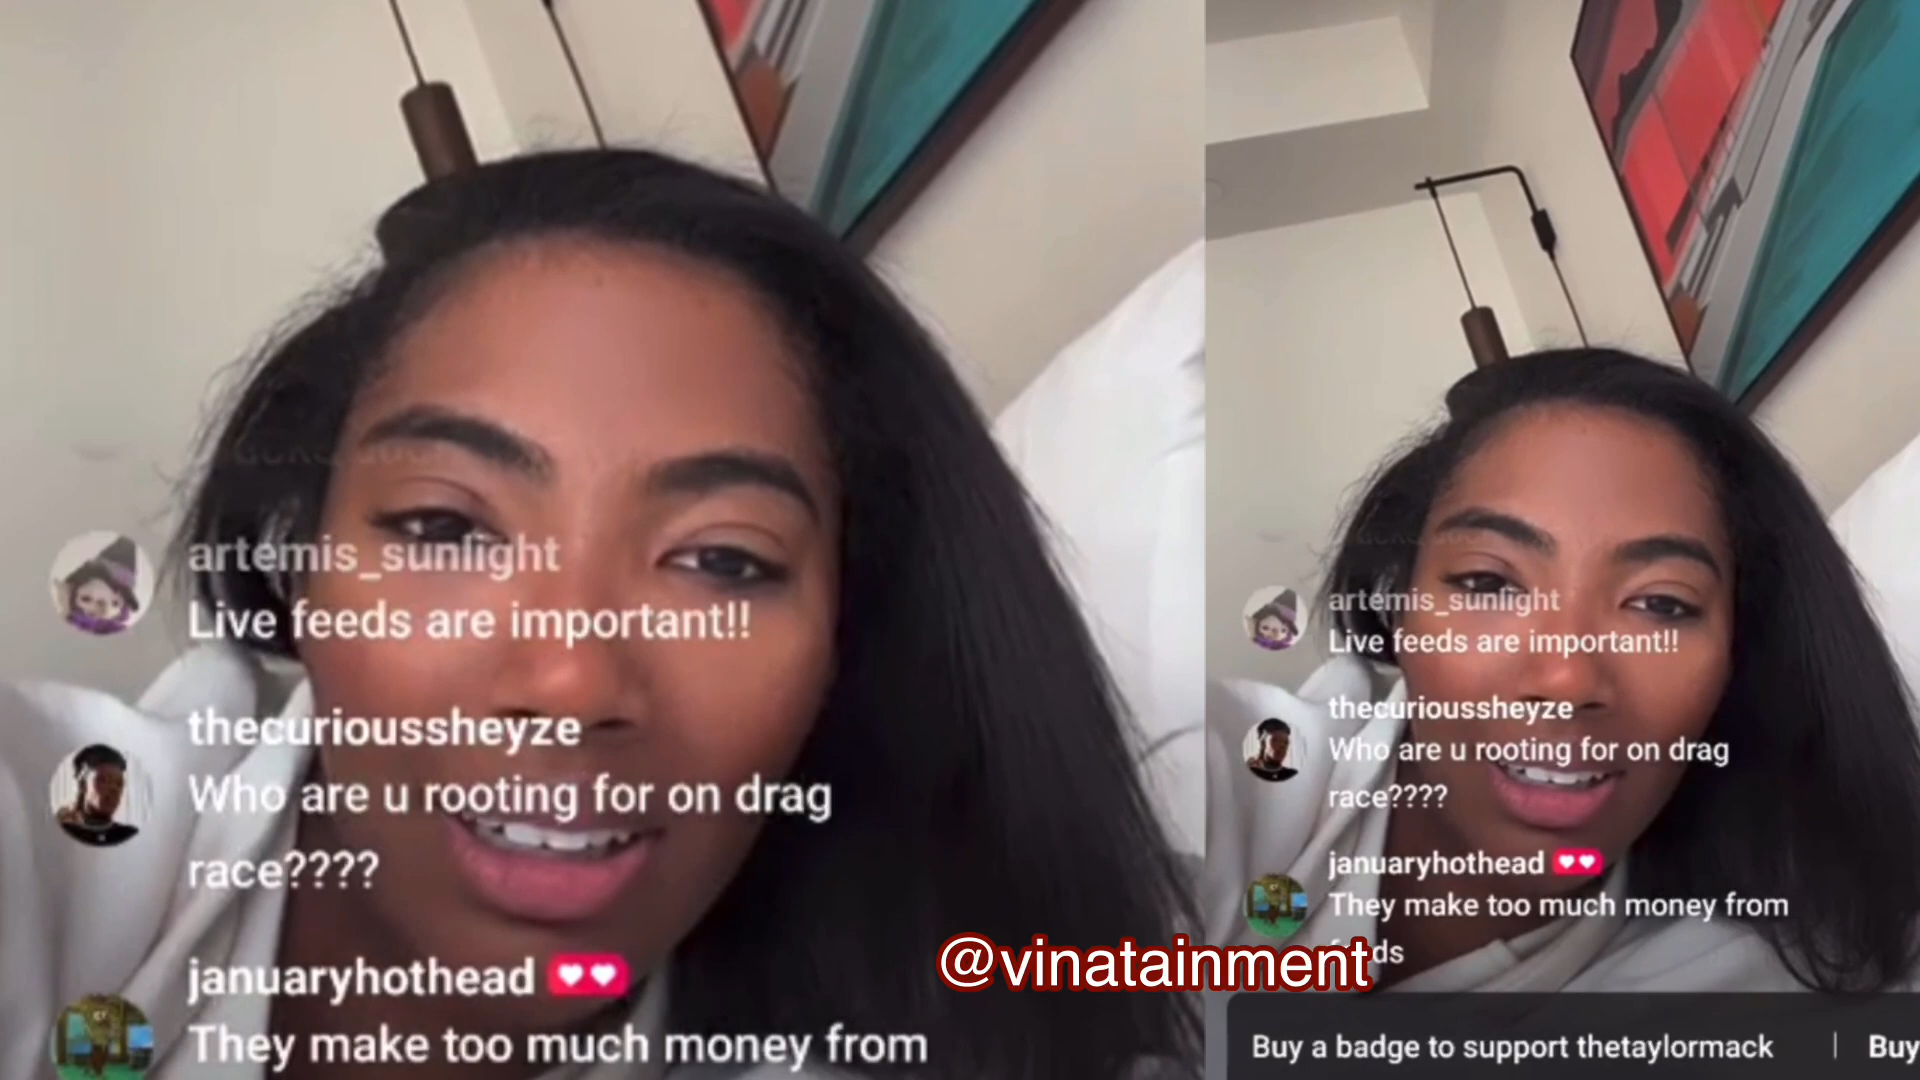 artemis_sunlight
Live feeds are important!!
thecurioussheyze
Who are u rooting for on drag
race????
januaryhothead
They make too much money from
artemis_sunlight
Live feeds are important!!
thecurioussheyze
Who are u rooting for on drag
race????
januaryhothead
They make too much money from
@vinatainment
Buy a badge to support thetaylormack | Buy